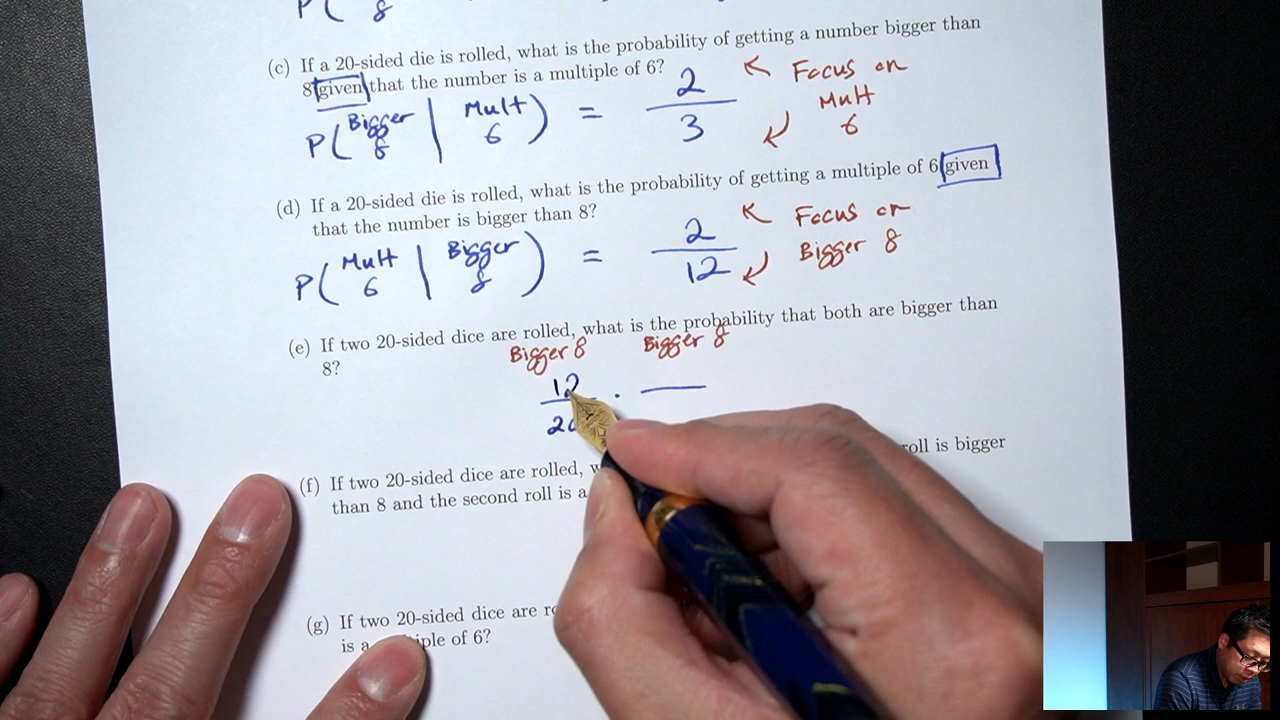 P( 8
(c) If a 20-sided die is rolled, what is the probability of getting a number bigger than
8 given that the number is a multiple of 6?
P( Bigger 8 | Mult 6 ) = 2/3
Focus on
Mult
6
(d) If a 20-sided die is rolled, what is the probability of getting a multiple of 6 given
that the number is bigger than 8?
P( Mult 6 | Bigger 8 ) = 2/12
Focus on
Bigger 8
(e) If two 20-sided dice are rolled, what is the probability that both are bigger than
8?
Bigger 8 Bigger 8
12/20 ·
(f) If two 20-sided dice are rolled, roll is bigger
than 8 and the second roll is a
(g) If two 20-sided dice are
is a multiple of 6?